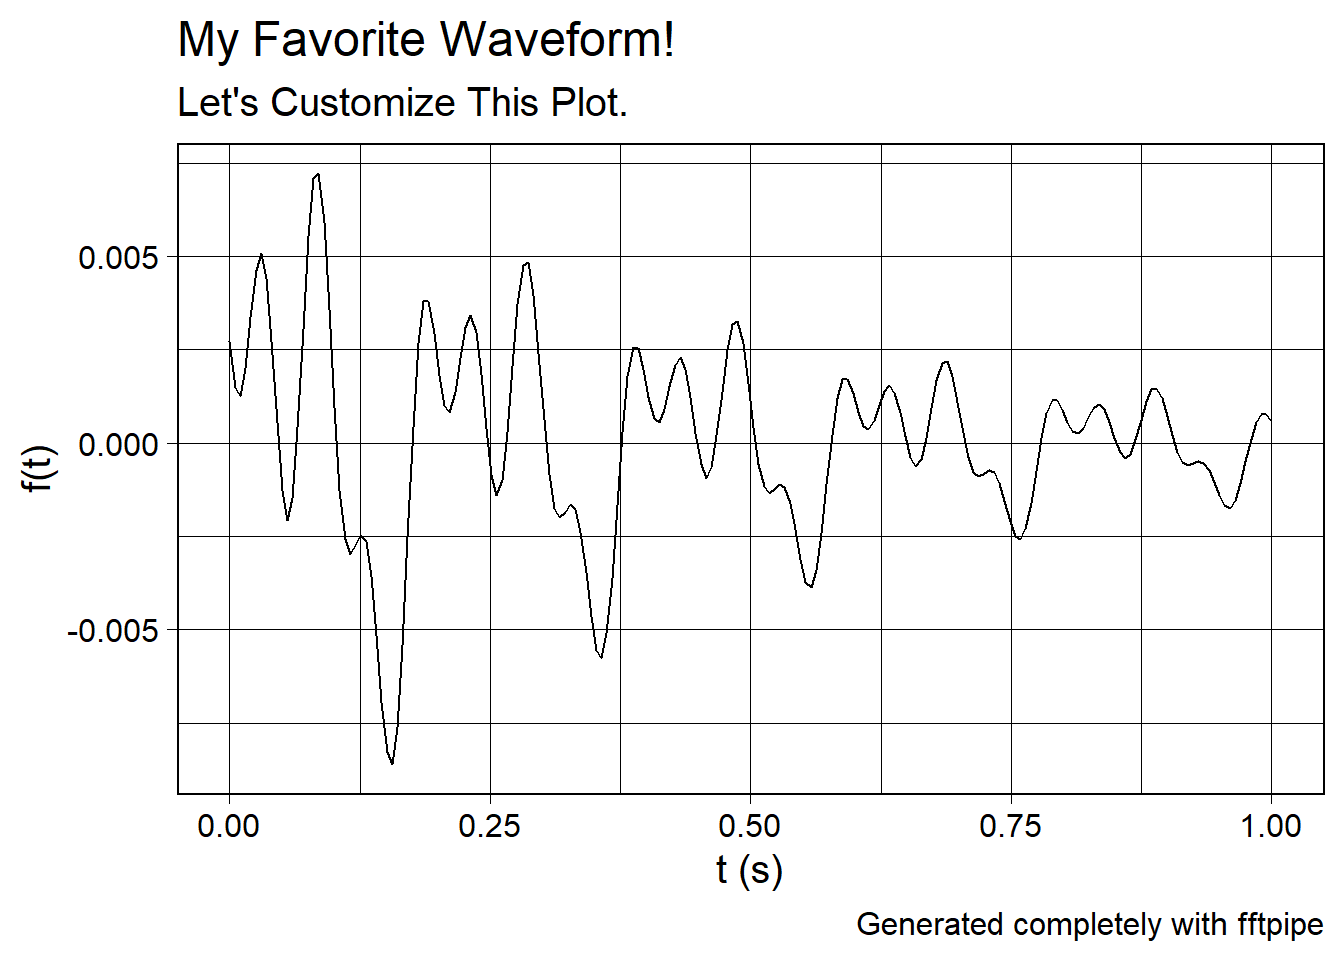 My Favorite Waveform!
Let's Customize This Plot.
0.005
0.000
-0.005
f(t)
0.00 0.25 0.50 0.75 1.00
t (s)
Generated completely with fftpipe